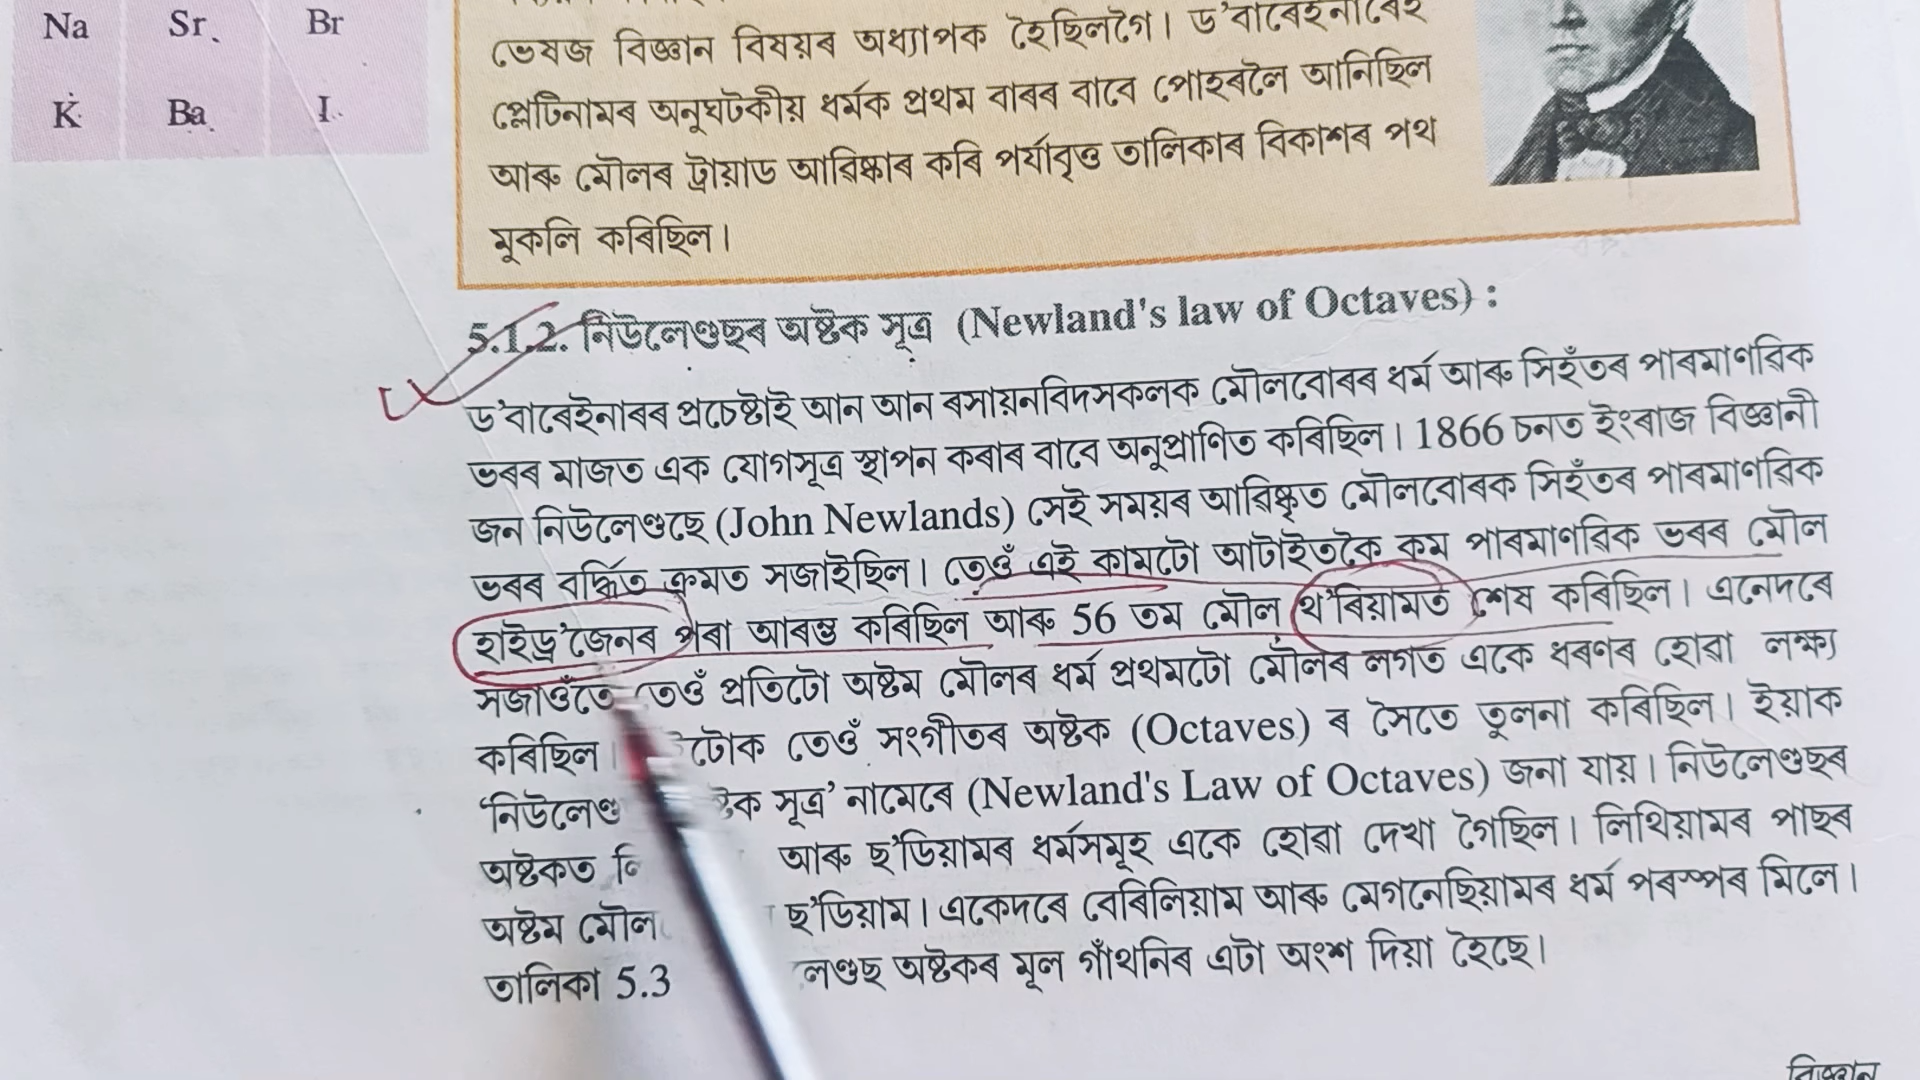 Na Sr Br
K Ba I
ভেষজ বিজ্ঞান বিষয়ৰ অধ্যাপক হৈছিলগৈ। ড'বাৰেইনাৰেই
প্লেটিনামৰ অনুঘটকীয় ধৰ্মক প্ৰথম বাৰৰ বাবে পোহৰলৈ আনিছিল
আৰু মৌলৰ ট্ৰায়াড আৱিষ্কাৰ কৰি পৰ্যাবৃত্ত তালিকাৰ বিকাশৰ পথ
মুকলি কৰিছিল।
5.1.2. নিউলেণ্ডছৰ অষ্টক সূত্ৰ (Newland's law of Octaves) :
ড'বাৰেইনাৰৰ প্ৰচেষ্টাই আন আন ৰসায়নবিদসকলক মৌলবোৰৰ ধৰ্ম আৰু সিহঁতৰ পাৰমাণৱিক
ভৰৰ মাজত এক যোগসূত্ৰ স্থাপন কৰাৰ বাবে অনুপ্ৰাণিত কৰিছিল। 1866 চনত ইংৰাজ বিজ্ঞানী
জন নিউলেণ্ডছে (John Newlands) সেই সময়ৰ আৱিষ্কৃত মৌলবোৰক সিহঁতৰ পাৰমাণৱিক
ভৰৰ বৰ্দ্ধিত ক্ৰমত সজাইছিল। তেওঁ এই কামটো আটাইতকৈ কম পাৰমাণৱিক ভৰৰ মৌল
হাইড্ৰ'জেনৰ পৰা আৰম্ভ কৰিছিল আৰু 56 তম মৌল থ'ৰিয়ামত শেষ কৰিছিল। এনেদৰে
সজাওঁতে তেওঁ প্ৰতিটো অষ্টম মৌলৰ ধৰ্ম প্ৰথমটো মৌলৰ লগত একে ধৰণৰ হোৱা লক্ষ্য
কৰিছিল। টোক তেওঁ সংগীতৰ অষ্টক (Octaves) ৰ সৈতে তুলনা কৰিছিল। ইয়াক
‘নিউলেণ্ড ষ্টক সূত্ৰ’ নামেৰে (Newland's Law of Octaves) জনা যায়। নিউলেণ্ডছৰ
অষ্টকত আৰু ছ'ডিয়ামৰ ধৰ্মসমূহ একে হোৱা দেখা গৈছিল। লিথিয়ামৰ পাছৰ
অষ্টম মৌল ছ'ডিয়াম। একেদৰে বেৰিলিয়াম আৰু মেগনেছিয়ামৰ ধৰ্ম পৰস্পৰ মিলে।
তালিকা 5.3 লেণ্ডছ অষ্টকৰ মূল গাঁথনিৰ এটা অংশ দিয়া হৈছে।
বিজ্ঞান